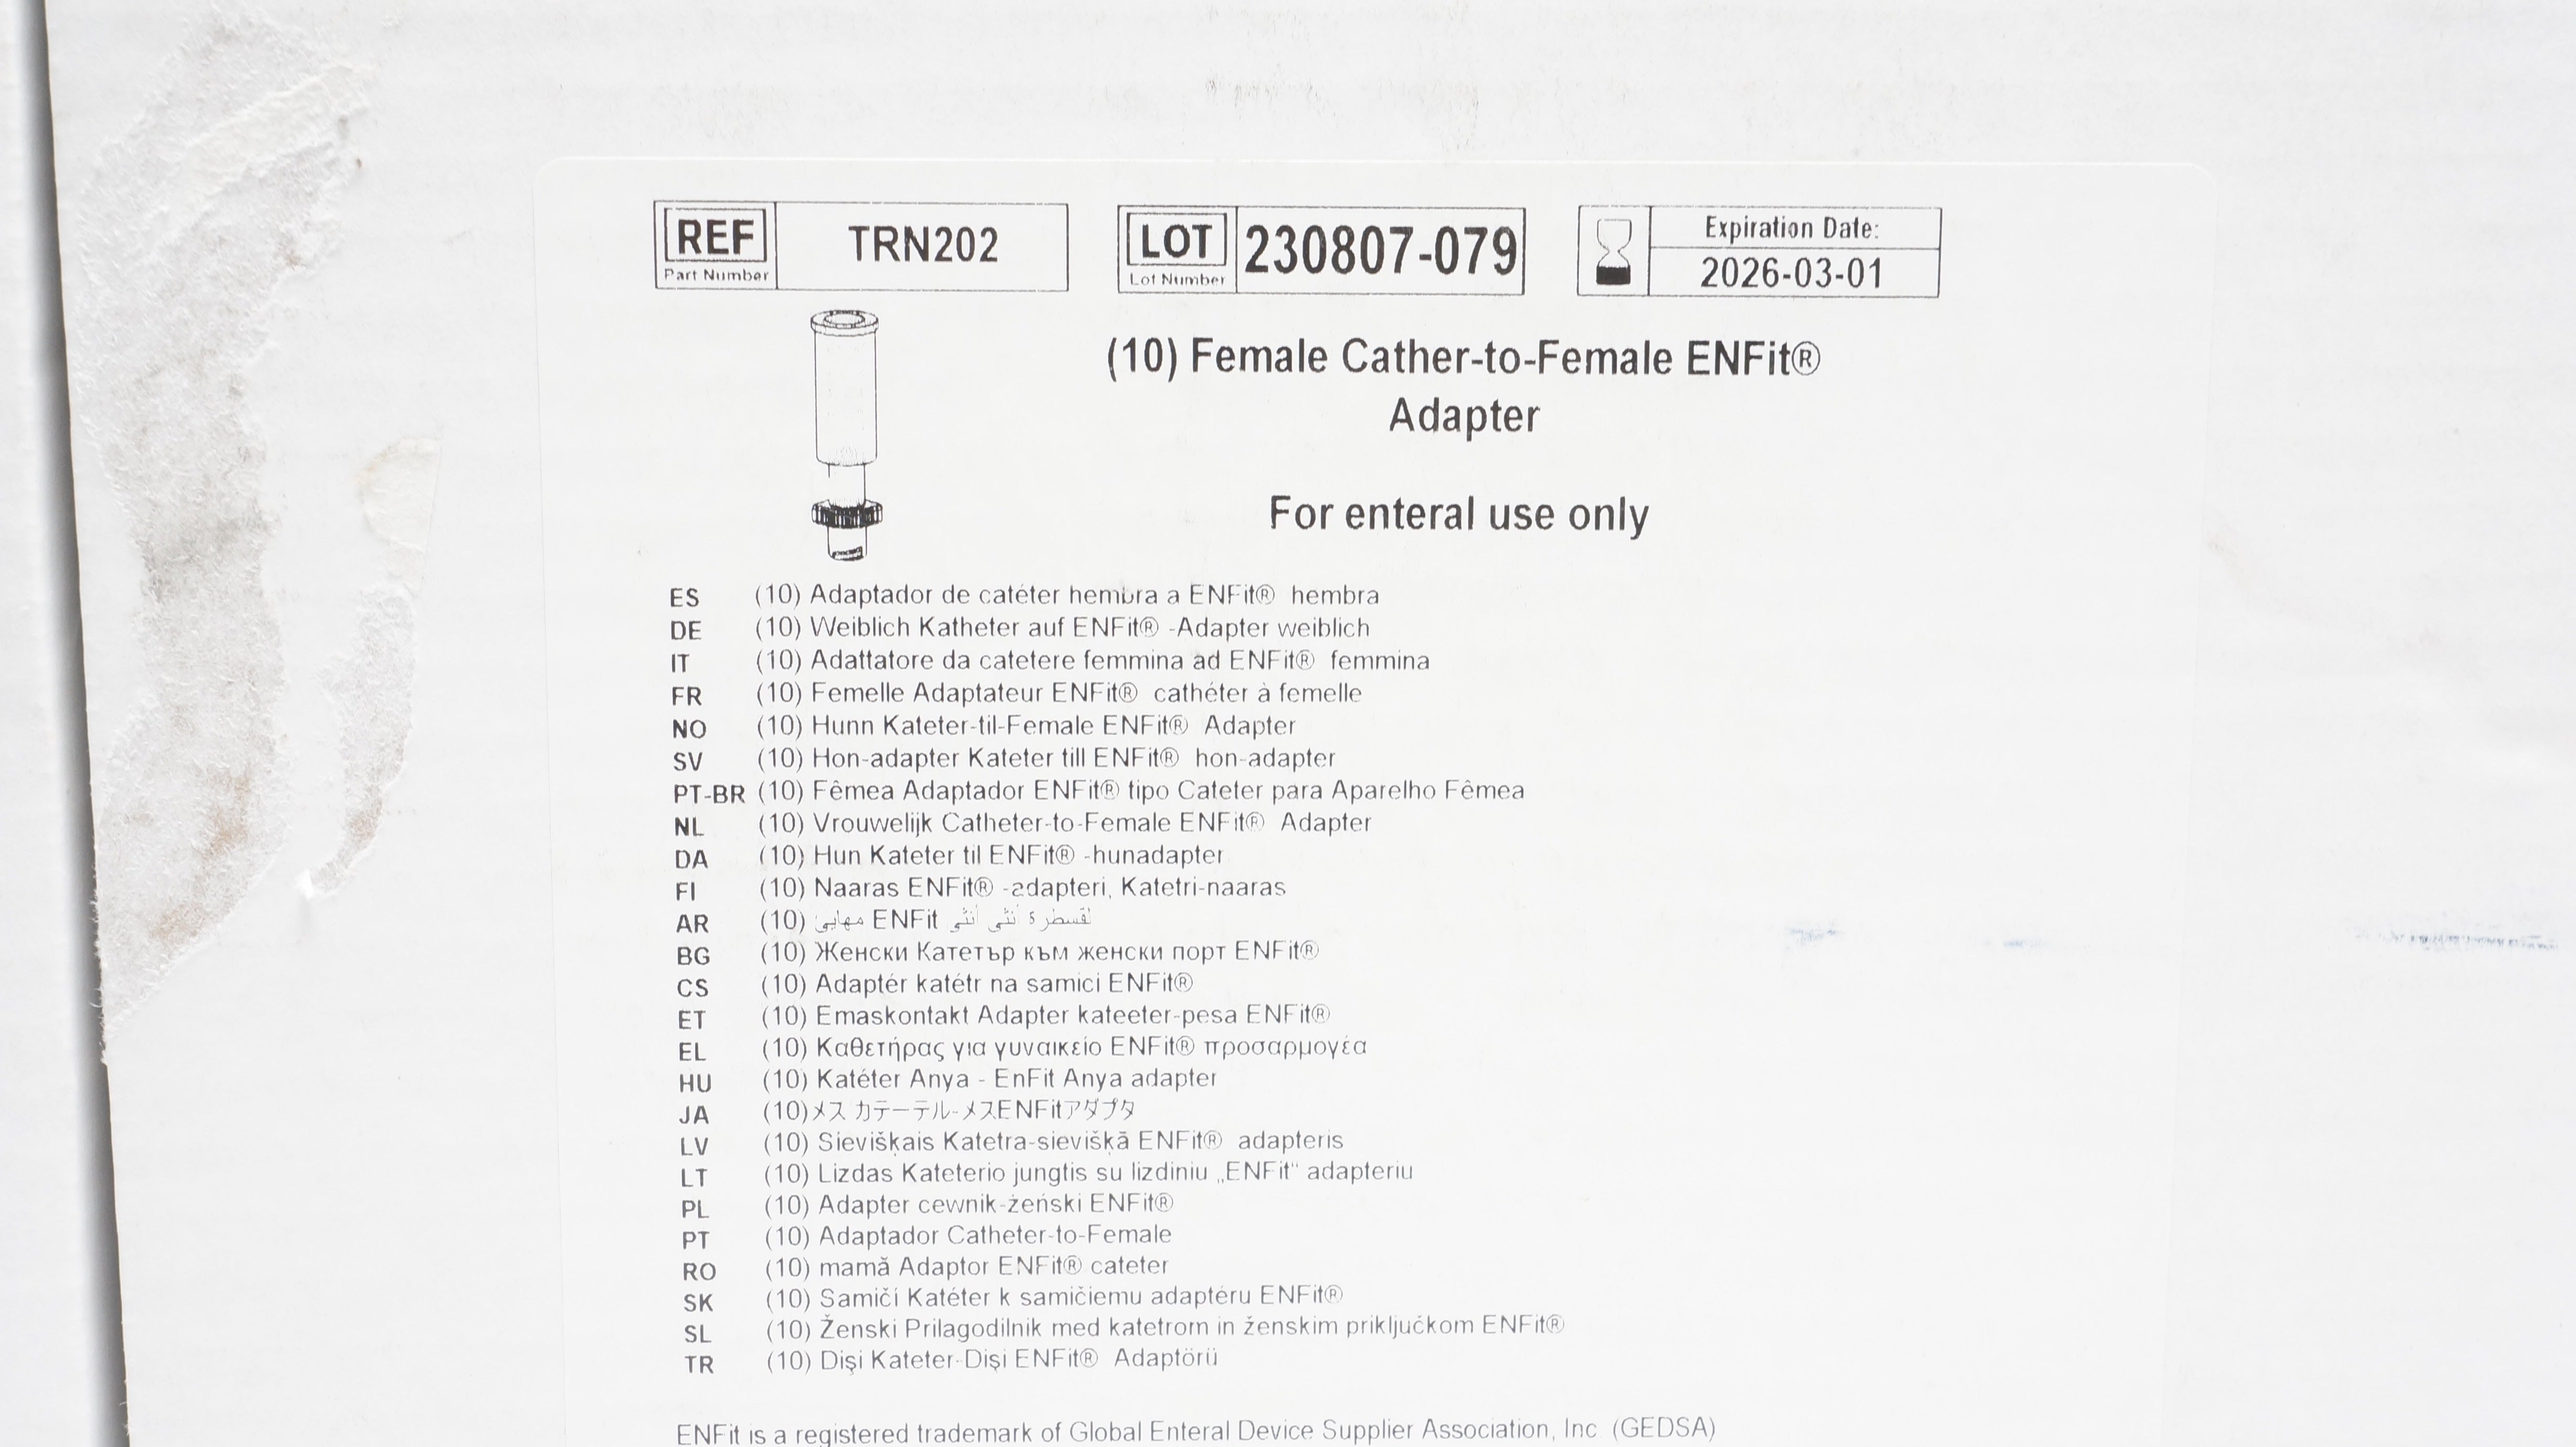 REF
Part Number
TRN202
LOT
Lot Number
230807-079
Expiration Date:
2026-03-01
(10) Female Cather-to-Female ENFit®
Adapter
For enteral use only
ES (10) Adaptador de catéter hembra a ENFit® hembra
DE (10) Weiblich Katheter auf ENFit® -Adapter weiblich
IT (10) Adattatore da catetere femmina ad ENFit® femmina
FR (10) Femelle Adaptateur ENFit® cathéter à femelle
NO (10) Hunn Kateter-til-Female ENFit® Adapter
SV (10) Hon-adapter Kateter till ENFit® hon-adapter
PT-BR (10) Fêmea Adaptador ENFit® tipo Cateter para Aparelho Fêmea
NL (10) Vrouwelijk Catheter-to-Female ENFit® Adapter
DA (10) Hun Kateter til ENFit® -hunadapter
FI (10) Naaras ENFit® -adapteri, Katetri-naaras
AR (10) مهايئ ENFit أنثى أنثى لقسطرة
BG (10) Женски Катетър към женски порт ENFit®
CS (10) Adaptér katétr na samici ENFit®
ET (10) Emaskontakt Adapter kateeter-pesa ENFit®
EL (10) Καθετήρας για γυναικείο ENFit® προσαρμογέα
HU (10) Katéter Anya - EnFit Anya adapter
JA (10)メス カテーテル-メスENFitアダプタ
LV (10) Sievišķais Katetra-sievišķā ENFit® adapteris
LT (10) Lizdas Kateterio jungtis su lizdiniu „ENFit“ adapteriu
PL (10) Adapter cewnik-żeński ENFit®
PT (10) Adaptador Catheter-to-Female
RO (10) mamă Adaptor ENFit® cateter
SK (10) Samičí Katéter k samičiemu adaptéru ENFit®
SL (10) Ženski Prilagodilnik med katetrom in ženskim priključkom ENFit®
TR (10) Dişi Kateter-Dişi ENFit® Adaptörü
ENFit is a registered trademark of Global Enteral Device Supplier Association, Inc (GEDSA)